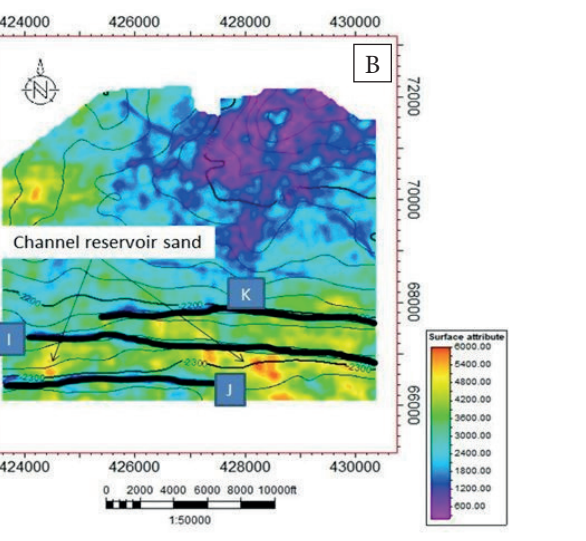 424000 426000 428000 430000
B
N
72000
70000
Channel reservoir sand
68000
K
-2200
-2200
I
-2300
-2300
-2300
J
66000
Surface attribute
6000.00
5400.00
4800.00
4200.00
3600.00
3000.00
2400.00
1800.00
1200.00
600.00
424000 426000 428000 430000
0 2000 4000 6000 8000 10000ft
1:50000